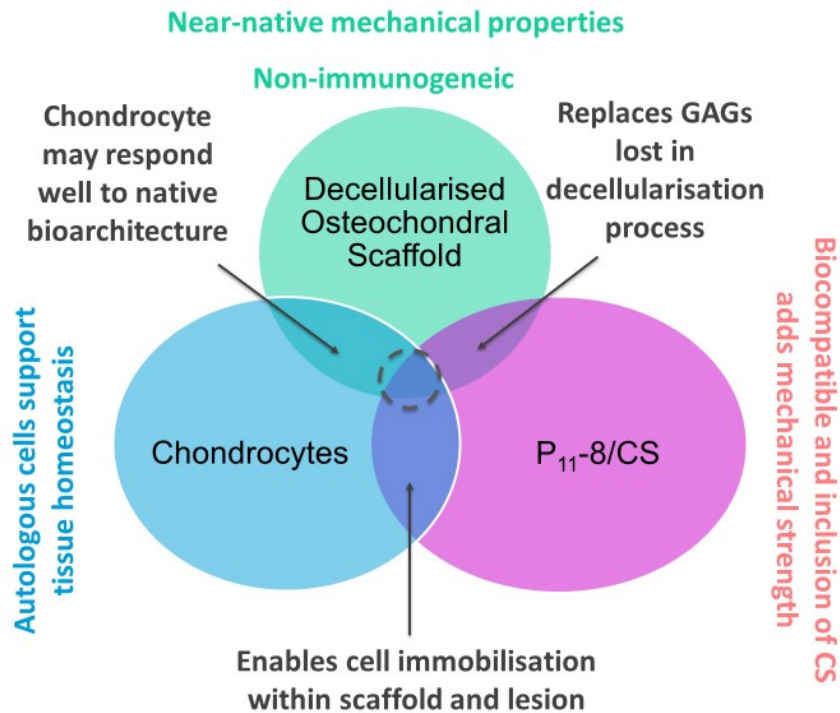 Near-native mechanical properties
Non-immunogeneic
Chondrocyte
may respond
well to native
bioarchitecture
Replaces GAGs
lost in
decellularisation
process
Decellularised
Osteochondral
Scaffold
Autologous cells support
tissue homeostasis
Chondrocytes
P₁₁-8/CS
Biocompatible and inclusion of CS
adds mechanical strength
Enables cell immobilisation
within scaffold and lesion